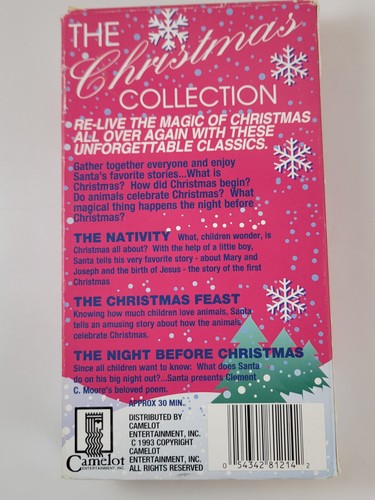 THE
Christmas
COLLECTION
RE-LIVE THE MAGIC OF CHRISTMAS
ALL OVER AGAIN WITH THESE
UNFORGETTABLE CLASSICS.
Gather together everyone and enjoy
Santa's favorite stories...What is
Christmas? How did Christmas begin?
Do animals celebrate Christmas? What
magical thing happens the night before
Christmas?
THE NATIVITY What, children wonder, is
Christmas all about? With the help of a little boy,
Santa tells his very favorite story - about Mary and
Joseph and the birth of Jesus - the story of the first
Christmas
THE CHRISTMAS FEAST
Knowing how much children love animals, Santa
tells an amusing story about how the animals
celebrate Christmas.
THE NIGHT BEFORE CHRISTMAS
Since all children want to know: What does Santa
do on his big night out?...Santa presents Clement
C. Moore's beloved poem.
APPROX 30 MIN.
DISTRIBUTED BY
CAMELOT
ENTERTAINMENT, INC.
C 1993 COPYRIGHT
CAMELOT
ENTERTAINMENT, INC.
ALL RIGHTS RESERVED
Camelot
ENTERTAINMENT, INC.
0 54342 81214 2